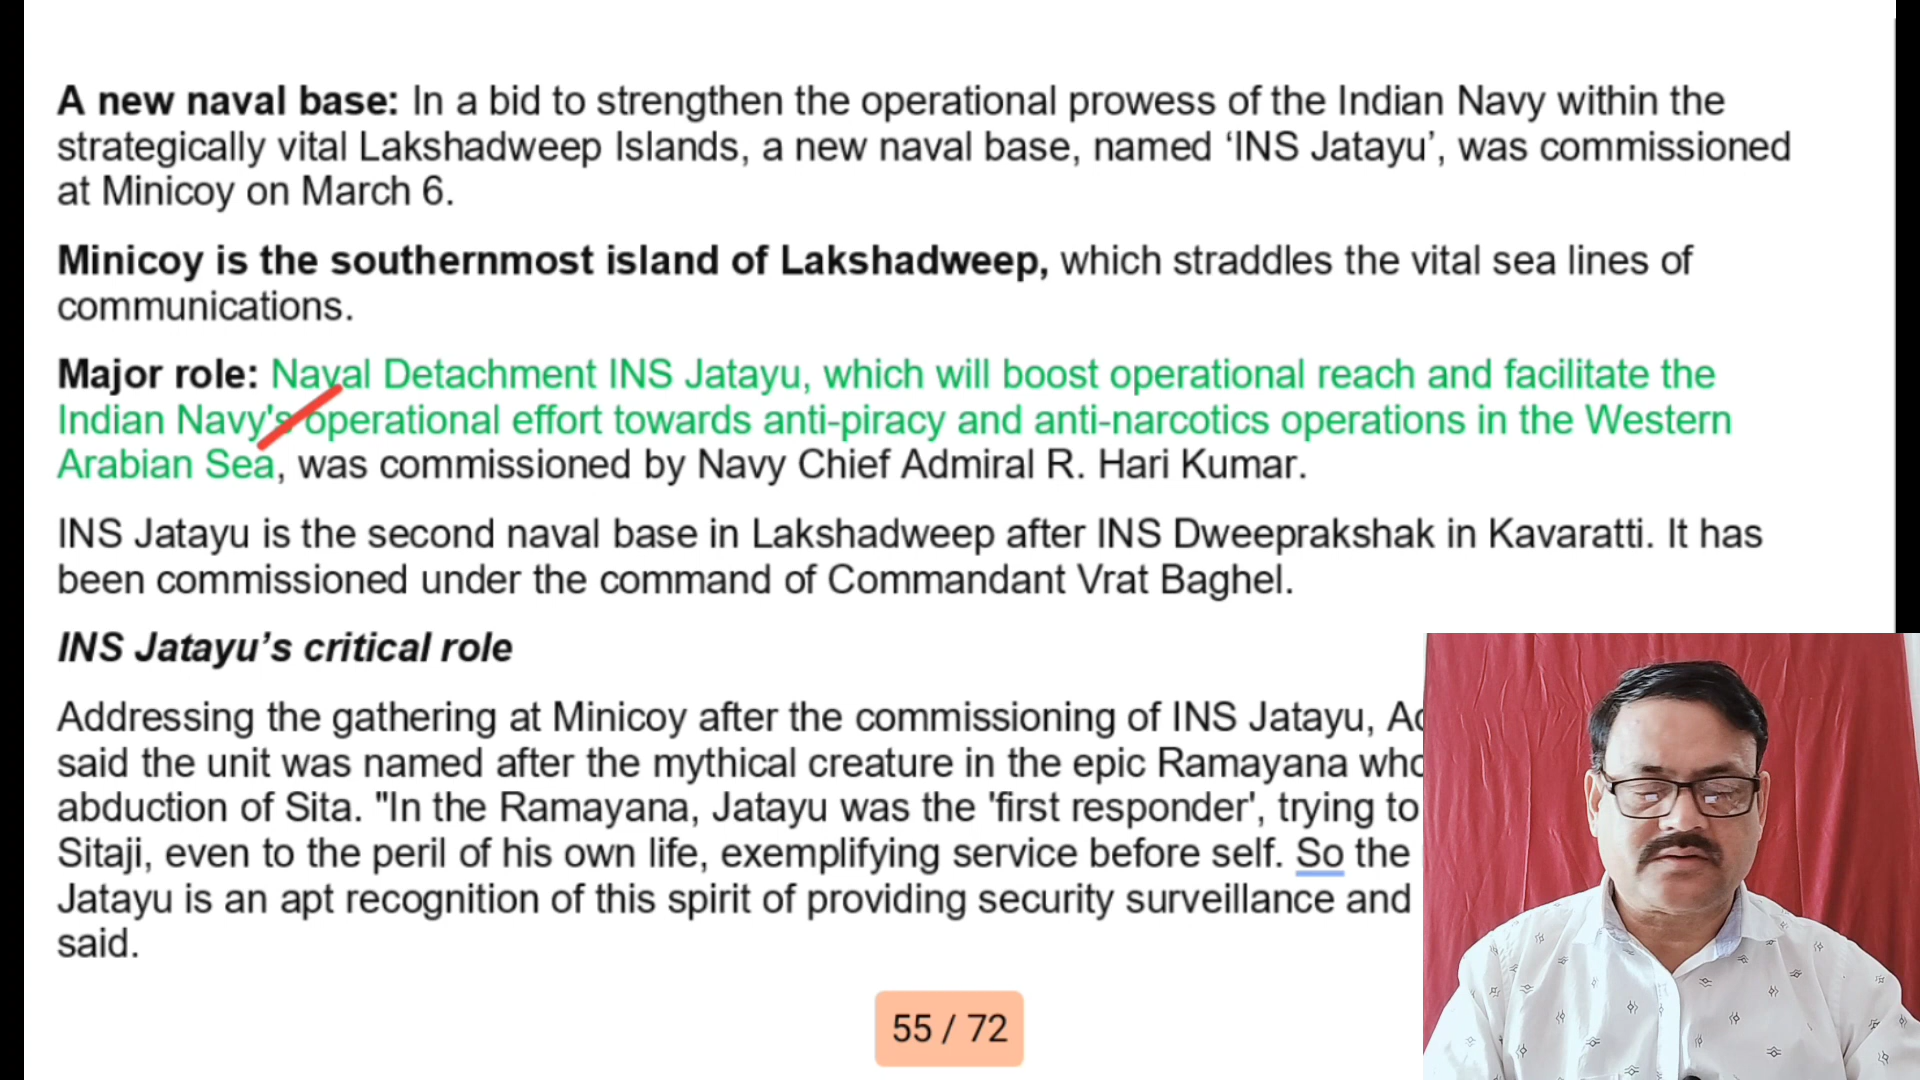 A new naval base: In a bid to strengthen the operational prowess of the Indian Navy within the
strategically vital Lakshadweep Islands, a new naval base, named ‘INS Jatayu’, was commissioned
at Minicoy on March 6.
Minicoy is the southernmost island of Lakshadweep, which straddles the vital sea lines of
communications.
Major role: Naval Detachment INS Jatayu, which will boost operational reach and facilitate the
Indian Navy's operational effort towards anti-piracy and anti-narcotics operations in the Western
Arabian Sea, was commissioned by Navy Chief Admiral R. Hari Kumar.
INS Jatayu is the second naval base in Lakshadweep after INS Dweeprakshak in Kavaratti. It has
been commissioned under the command of Commandant Vrat Baghel.
INS Jatayu’s critical role
Addressing the gathering at Minicoy after the commissioning of INS Jatayu,
said the unit was named after the mythical creature in the epic Ramayana
abduction of Sita. "In the Ramayana, Jatayu was the 'first responder', trying to
Sitaji, even to the peril of his own life, exemplifying service before self. So the
Jatayu is an apt recognition of this spirit of providing security surveillance and
said.
55 / 72